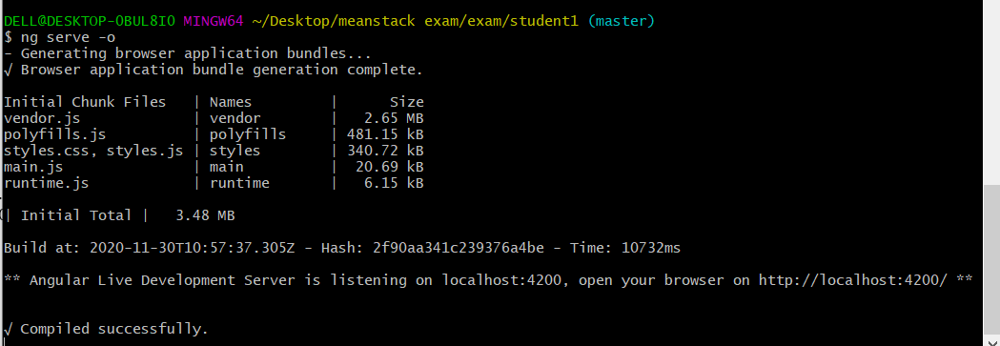 DELL@DESKTOP-OBUL8IO MINGW64 ~/Desktop/meanstack exam/exam/student1 (master)
$ ng serve -o
- Generating browser application bundles...
√ Browser application bundle generation complete.
Initial Chunk Files | Names | Size
vendor.js | vendor | 2.65 MB
polyfills.js | polyfills | 481.15 kB
styles.css, styles.js | styles | 340.72 kB
main.js | main | 20.69 kB
runtime.js | runtime | 6.15 kB
| Initial Total | 3.48 MB
Build at: 2020-11-30T10:57:37.305Z - Hash: 2f90aa341c239376a4be - Time: 10732ms
** Angular Live Development Server is listening on localhost:4200, open your browser on http://localhost:4200/ **
√ Compiled successfully.